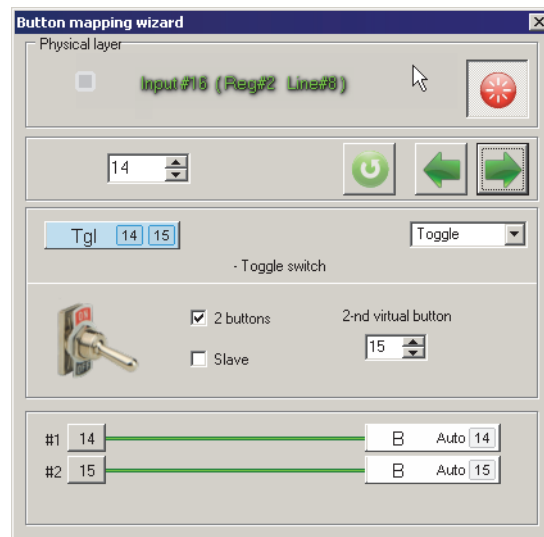 Button mapping wizard
Physical layer
Input#16 (Reg#2 Line#8)
14
Tgl 14 15
Toggle
- Toggle switch
2 buttons
2-nd virtual button
Slave
15
#1 14 B Auto 14
#2 15 B Auto 15